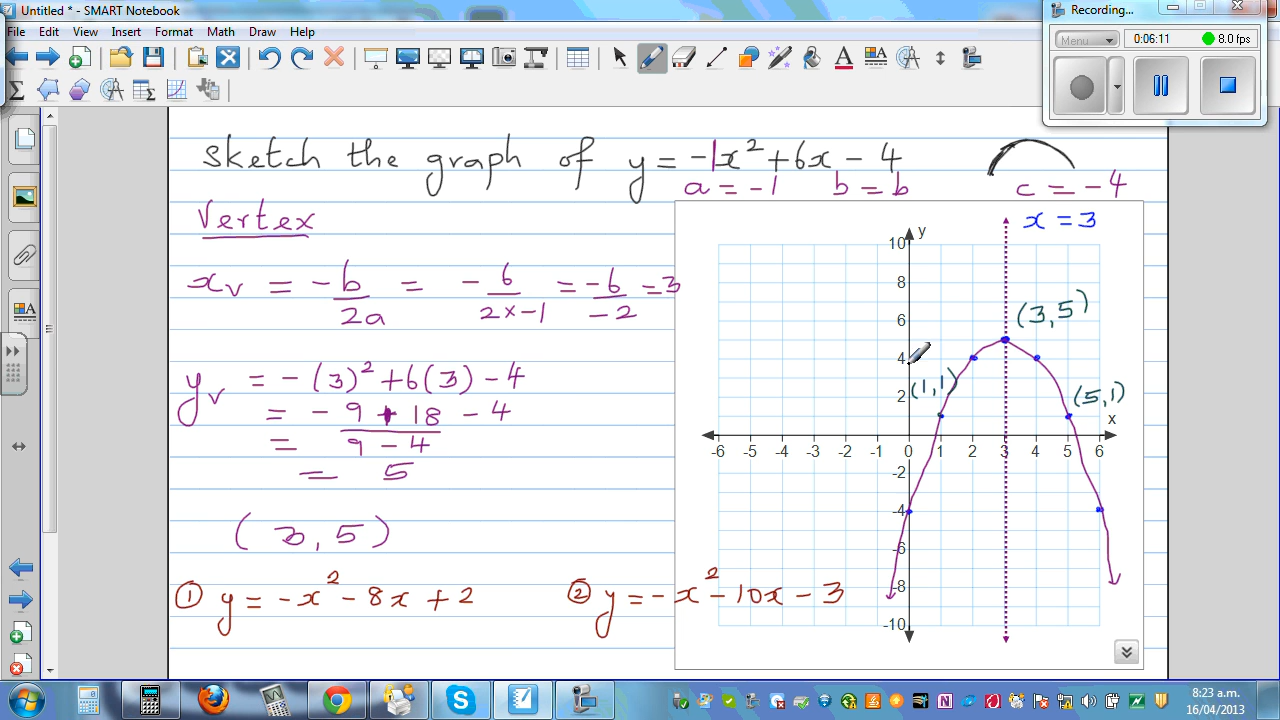 Untitled * - SMART Notebook
File Edit View Insert Format Math Draw Help
Recording...
Menu 0:06:11 8.0 fps
Sketch the graph of y = -1x² + 6x - 4
a = -1 b = b c = -4
Vertex
x = 3
xᵥ = -b/2a = -6/2×-1 = -6/-2 = 3
(3,5)
yᵥ = -(3)² + 6(3) - 4
= - 9 + 18 - 4
= 9 - 4
= 5
(3, 5)
(1,1)
(5,1)
y
10
8
6
4
2
x
-6 -5 -4 -3 -2 -1 0 1 2 3 4 5 6
-2
-4
-6
-8
-10
① y = -x² - 8x + 2
② y = -x² - 10x - 3
8:23 a.m.
16/04/2013